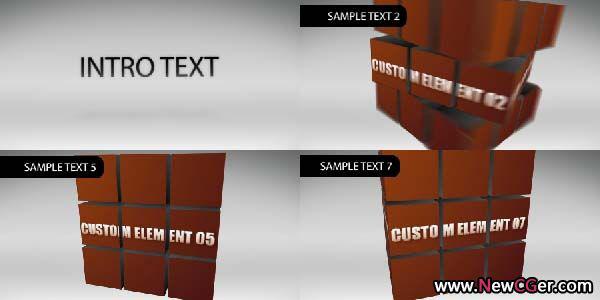 INTRO TEXT
SAMPLE TEXT 2
CUSTOM ELEMENT 02
SAMPLE TEXT 5
CUSTOM ELEMENT 05
SAMPLE TEXT 7
CUSTOM ELEMENT 07
www.NewCGer.com